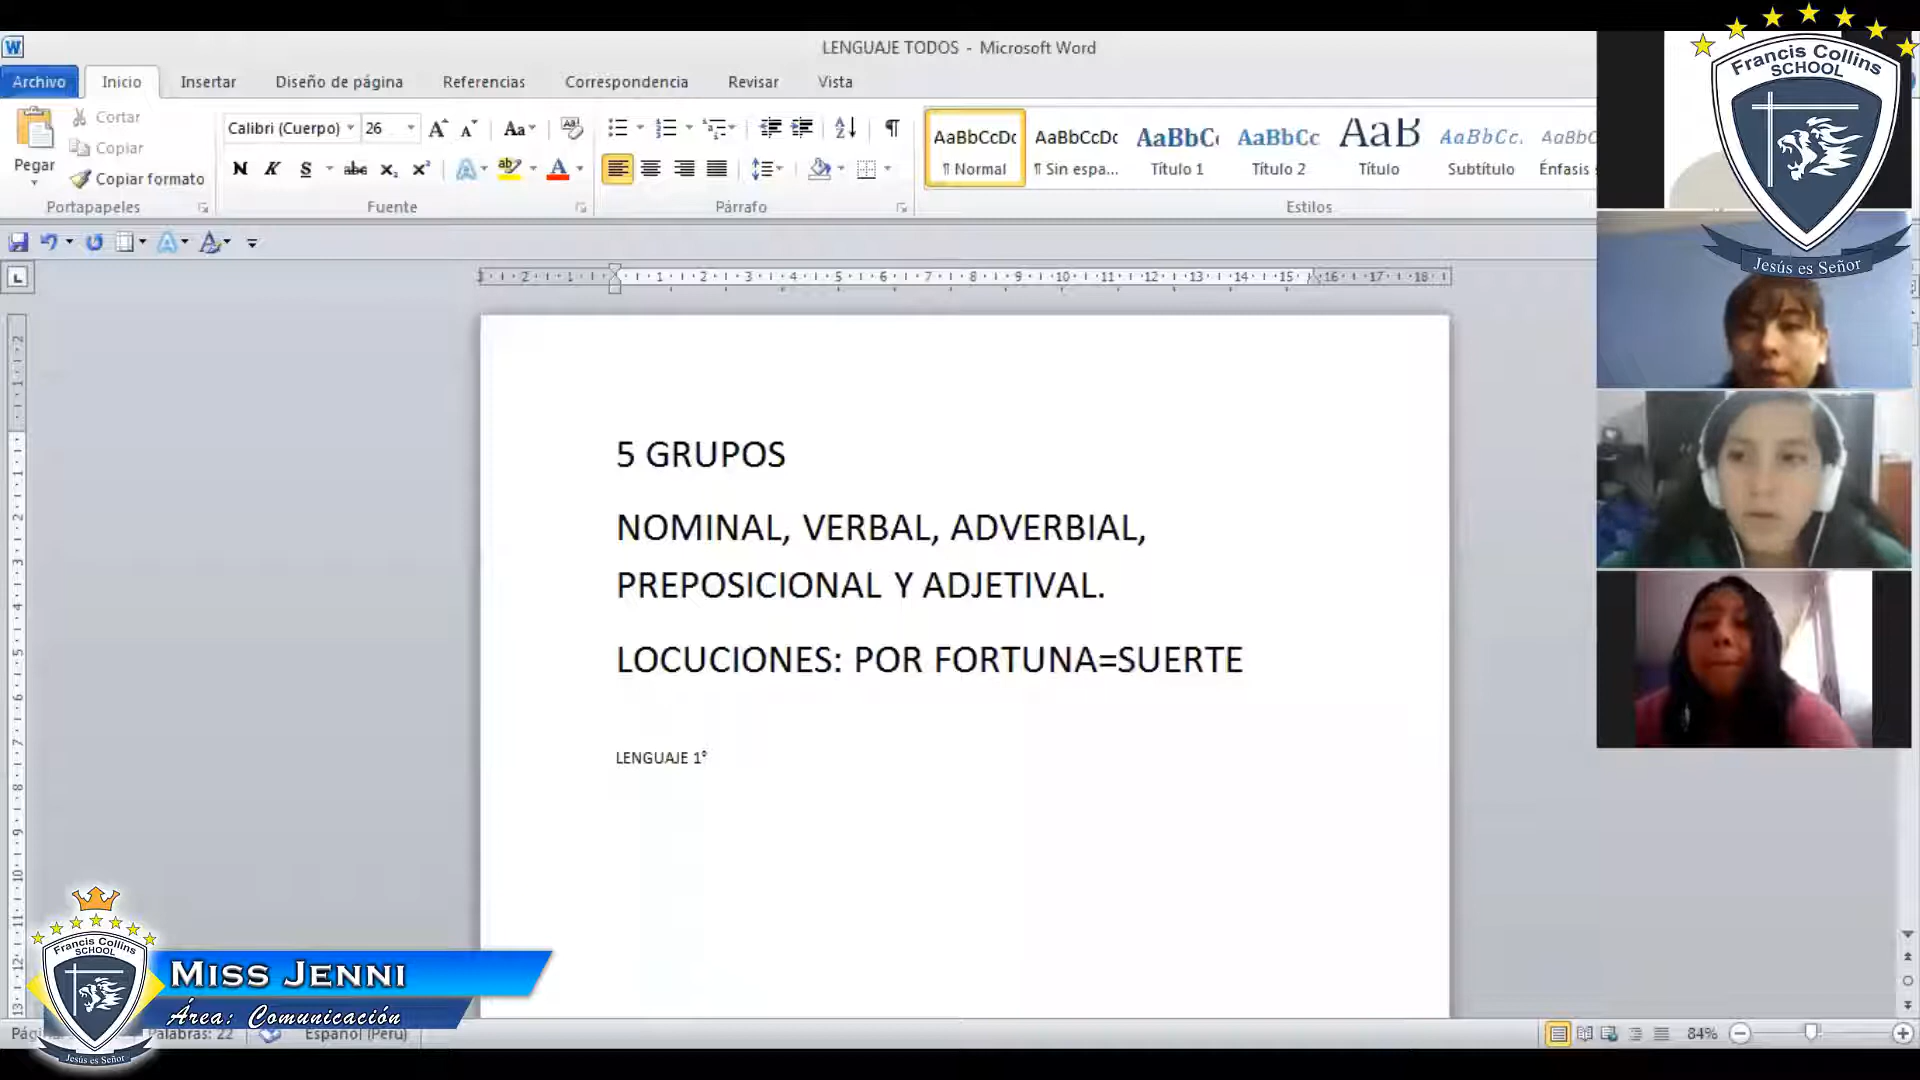 LENGUAJE TODOS - Microsoft Word
Archivo Inicio Insertar Diseño de página Referencias Correspondencia Revisar Vista
Pegar
Cortar
Copiar
Copiar formato
Portapapeles
Calibri (Cuerpo) 26
Fuente
Párrafo
AaBbCcDc AaBbCcDc AaBbC AaBbCc AaB AaBbCc. AaBbC
¶ Normal ¶ Sin espa... Título 1 Título 2 Título Subtítulo Énfasis
Estilos
Francis Collins
SCHOOL
Jesús es Señor
5 GRUPOS
NOMINAL, VERBAL, ADVERBIAL,
PREPOSICIONAL Y ADJETIVAL.
LOCUCIONES: POR FORTUNA=SUERTE
LENGUAJE 1°
Francis Collins
SCHOOL
Jesús es Señor
MISS JENNI
Área: Comunicación
Palabras: 22 Español (Perú)
84%